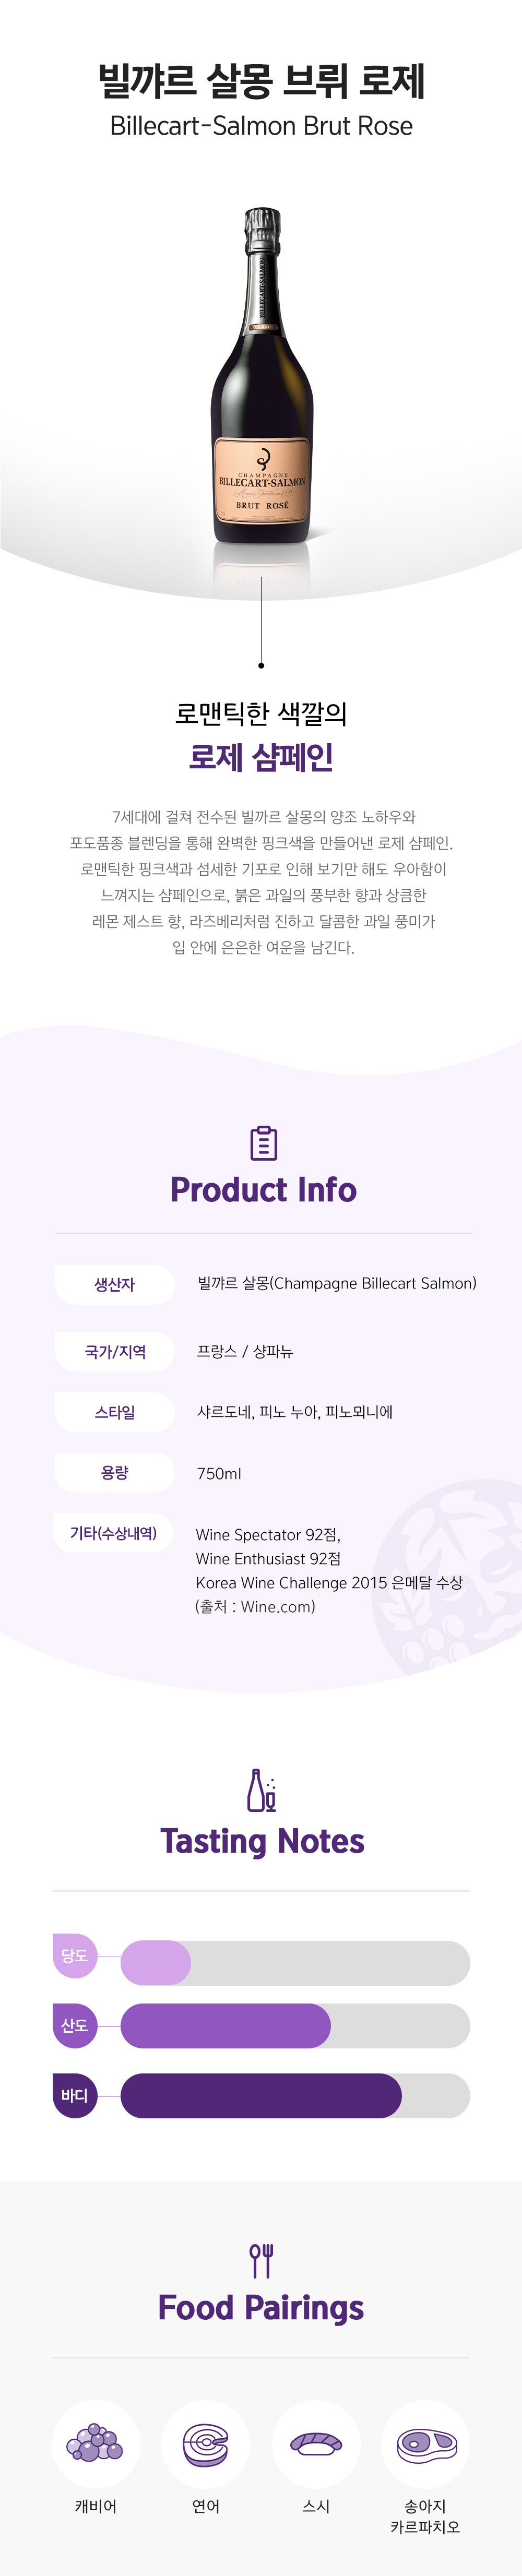 빌꺄르 살몽 브뤼 로제
Billecart-Salmon Brut Rose
BILLECART-SALMON
CHAMPAGNE
BILLECART-SALMON
BRUT ROSÉ
로맨틱한 색깔의
로제 샴페인
7세대에 걸쳐 전수된 빌까르 살몽의 양조 노하우와
포도품종 블렌딩을 통해 완벽한 핑크색을 만들어낸 로제 샴페인.
로맨틱한 핑크색과 섬세한 기포로 인해 보기만 해도 우아함이
느껴지는 샴페인으로, 붉은 과일의 풍부한 향과 상큼한
레몬 제스트 향, 라즈베리처럼 진하고 달콤한 과일 풍미가
입 안에 은은한 여운을 남긴다.
Product Info
생산자 빌꺄르 살몽(Champagne Billecart Salmon)
국가/지역 프랑스 / 샹파뉴
스타일 샤르도네, 피노 누아, 피노뫼니에
용량 750ml
기타(수상내역) Wine Spectator 92점,
Wine Enthusiast 92점
Korea Wine Challenge 2015 은메달 수상
(출처 : Wine.com)
Tasting Notes
당도
산도
바디
Food Pairings
캐비어 연어 스시 송아지
카르파치오